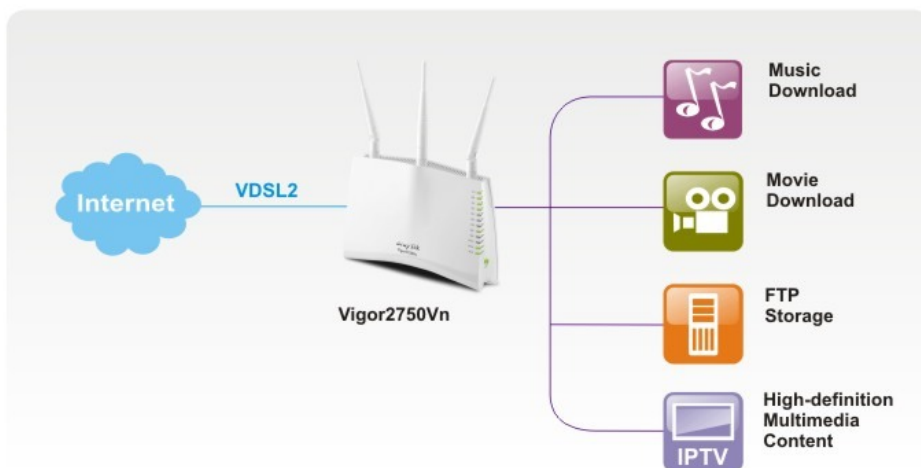 Internet
VDSL2
Vigor2750Vn
Music
Download
Movie
Download
FTP
Storage
High-definition
Multimedia
Content
IPTV